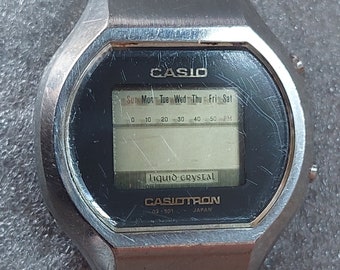 CASIO
Sun Mon Tue Wed Thu Fri Sat
0 10 20 30 40 50
LIQUID CRYSTAL
CASIOTRON
JAPAN